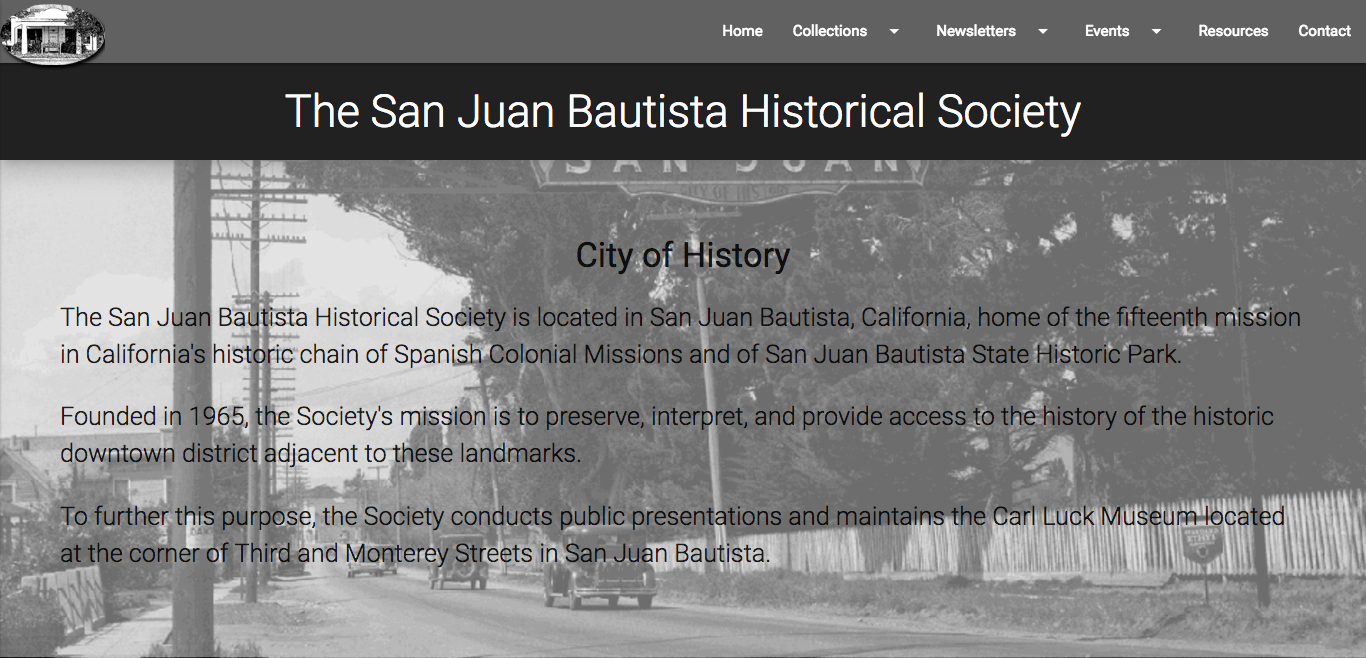 Home Collections Newsletters Events Resources Contact
The San Juan Bautista Historical Society
SAN JUAN
CITY OF HISTORY
City of History
The San Juan Bautista Historical Society is located in San Juan Bautista, California, home of the fifteenth mission
in California's historic chain of Spanish Colonial Missions and of San Juan Bautista State Historic Park.
Founded in 1965, the Society's mission is to preserve, interpret, and provide access to the history of the historic
downtown district adjacent to these landmarks.
To further this purpose, the Society conducts public presentations and maintains the Carl Luck Museum located
at the corner of Third and Monterey Streets in San Juan Bautista.